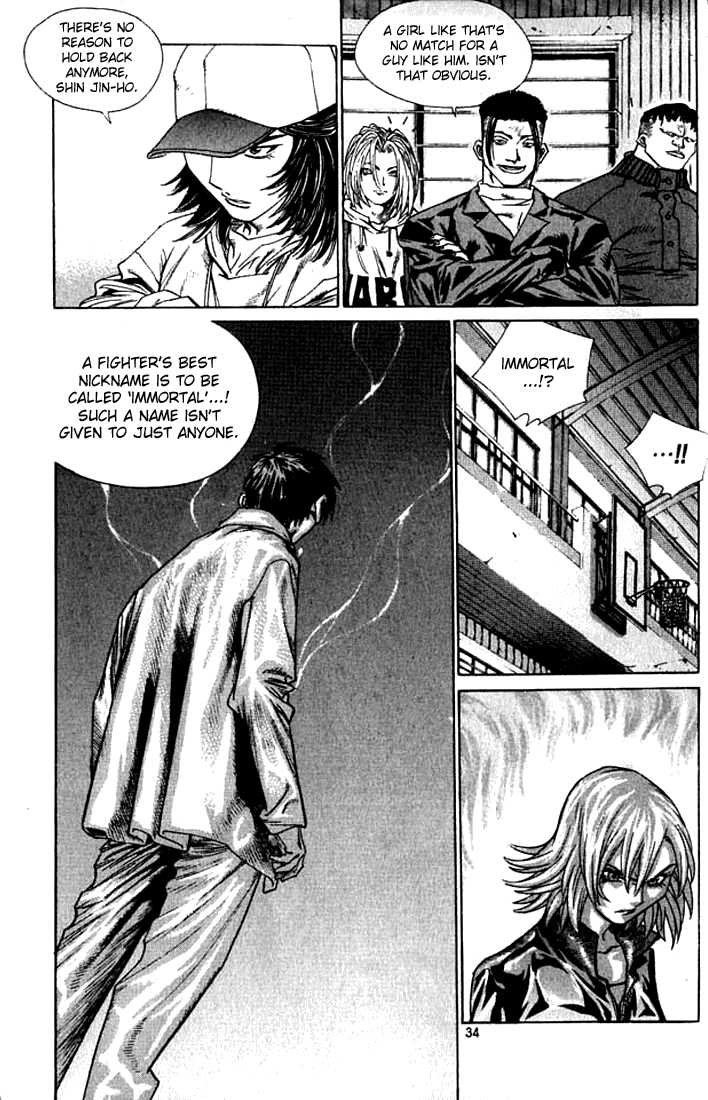 THERE'S NO
REASON TO
HOLD BACK
ANYMORE,
SHIN JIN-HO.
A GIRL LIKE THAT'S
NO MATCH FOR A
GUY LIKE HIM. ISN'T
THAT OBVIOUS.
A FIGHTER'S BEST
NICKNAME IS TO BE
CALLED 'IMMORTAL'...!
SUCH A NAME ISN'T
GIVEN TO JUST ANYONE.
IMMORTAL
...!?
...!!
34